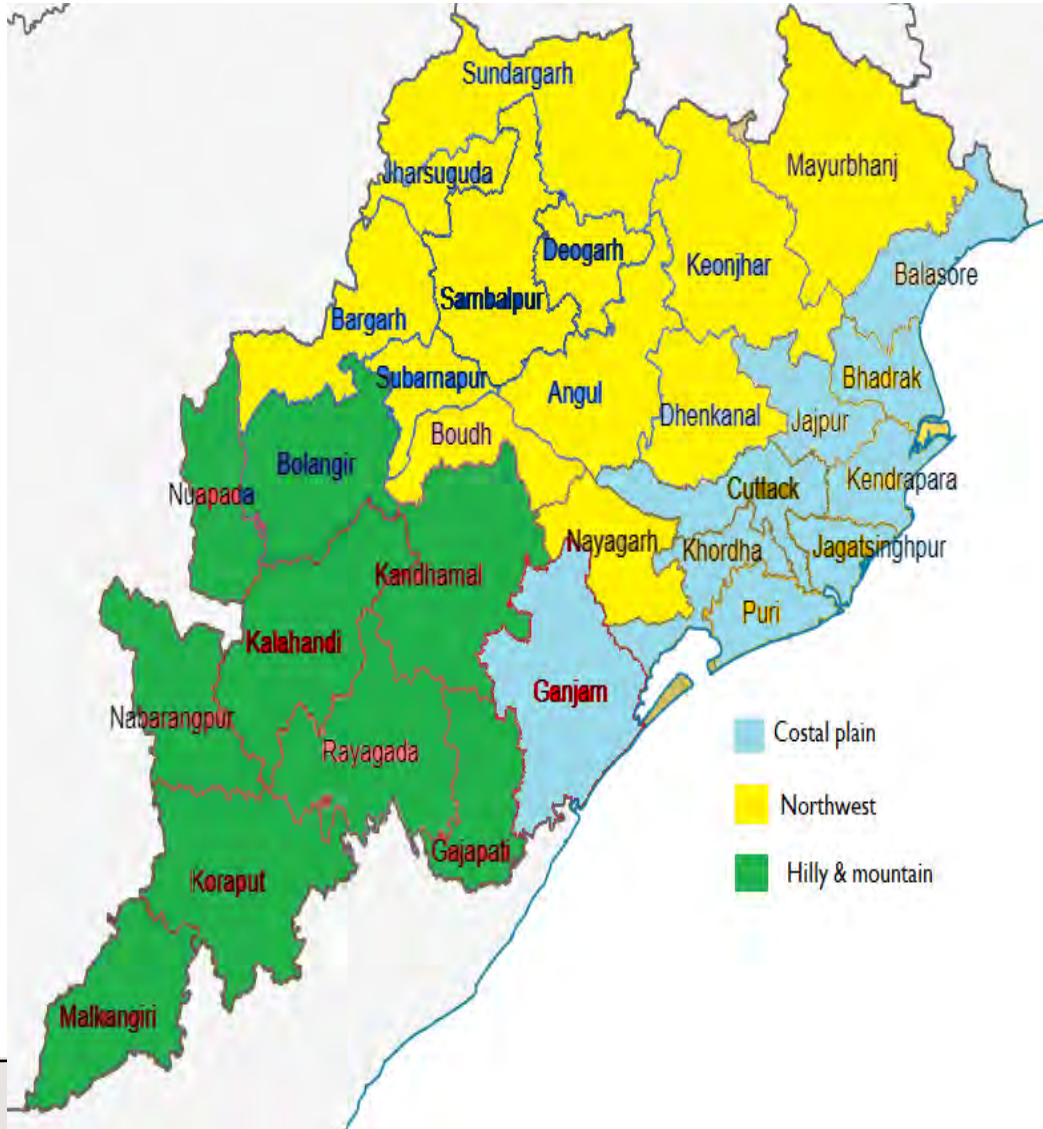 Sundargarh
Mayurbhanj
Jharsuguda
Deogarh
Keonjhar
Balasore
Sambalpur
Bargarh
Subarnapur
Angul
Bhadrak
Dhenkanal
Jajpur
Boudh
Bolangir
Nuapada
Cuttack
Kendrapara
Nayagarh
Khordha
Jagatsinghpur
Kandhamal
Puri
Kalahandi
Ganjam
Nabarangpur
Rayagada
Gajapati
Koraput
Malkangiri
Costal plain
Northwest
Hilly & mountain